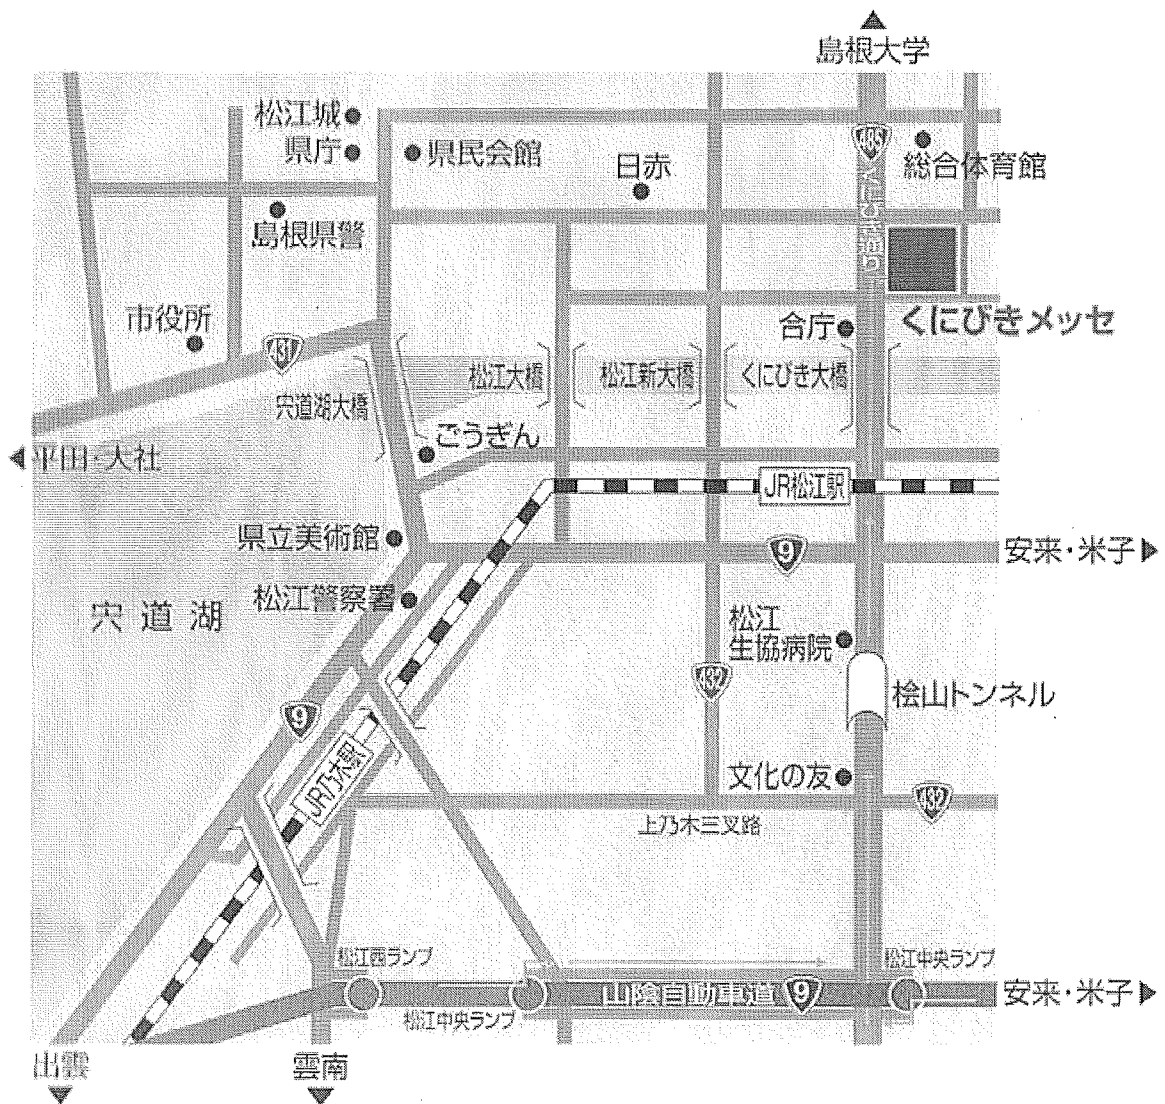 島根大学
松江城
県庁
県民会館
日赤
485
総合体育館
島根県警
くにびき
市役所
合庁
くにびきメッセ
431
宍道湖大橋
松江大橋
松江新大橋
くにびき大橋
ごうぎん
平田・大社
JR松江駅
県立美術館
9
安来・米子
松江警察署
宍道湖
松江
生協病院
432
桧山トンネル
9
JR乃木駅
文化の友
432
上乃木三叉路
松江西ランプ
松江中央ランプ
山陰自動車道
9
安来・米子
松江中央ランプ
出雲
雲南